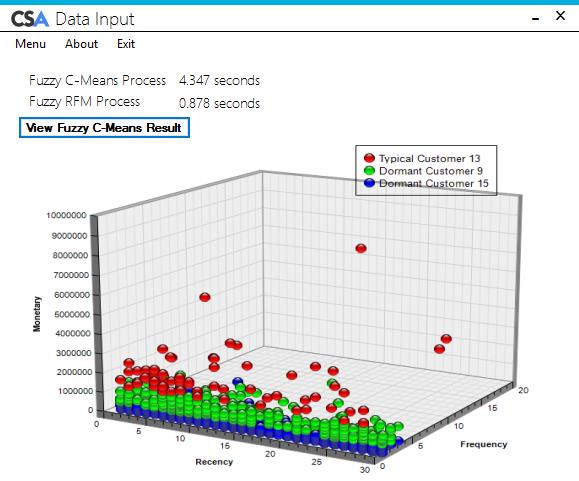 CSA Data Input
Menu About Exit
Fuzzy C-Means Process 4.347 seconds
Fuzzy RFM Process 0.878 seconds
View Fuzzy C-Means Result
Typical Customer 13
Dormant Customer 9
Dormant Customer 15
10000000
9000000
8000000
7000000
6000000
5000000
4000000
3000000
2000000
1000000
0
Monetary
0 5 10 15 20 25 30
Recency
0 5 10 15 20
Frequency